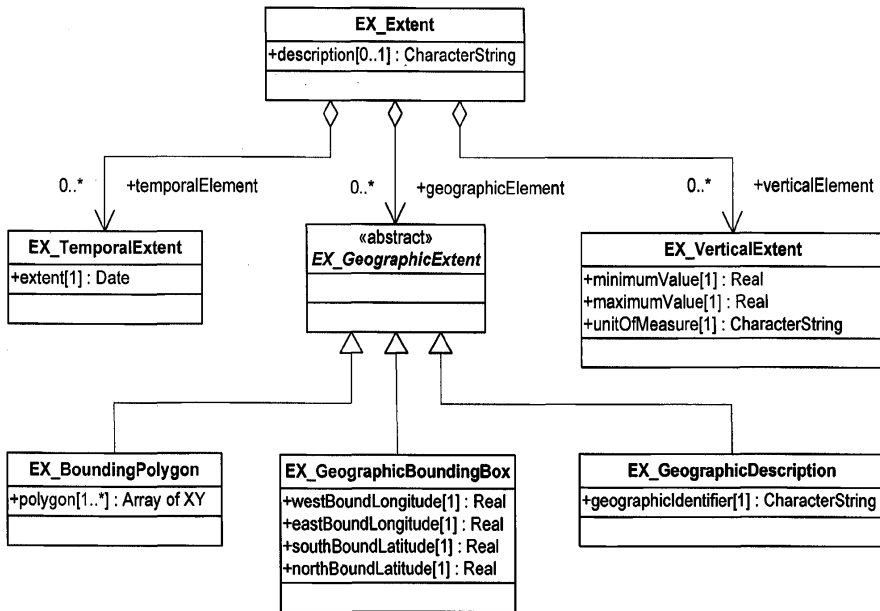 EX_Extent
+description[0..1] : CharacterString
0..* +temporalElement
0..* +geographicElement
0..* +verticalElement
EX_TemporalExtent
+extent[1] : Date
«abstract»
EX_GeographicExtent
EX_VerticalExtent
+minimumValue[1] : Real
+maximumValue[1] : Real
+unitOfMeasure[1] : CharacterString
EX_BoundingPolygon
+polygon[1..*] : Array of XY
EX_GeographicBoundingBox
+westBoundLongitude[1] : Real
+eastBoundLongitude[1] : Real
+southBoundLatitude[1] : Real
+northBoundLatitude[1] : Real
EX_GeographicDescription
+geographicIdentifier[1] : CharacterString